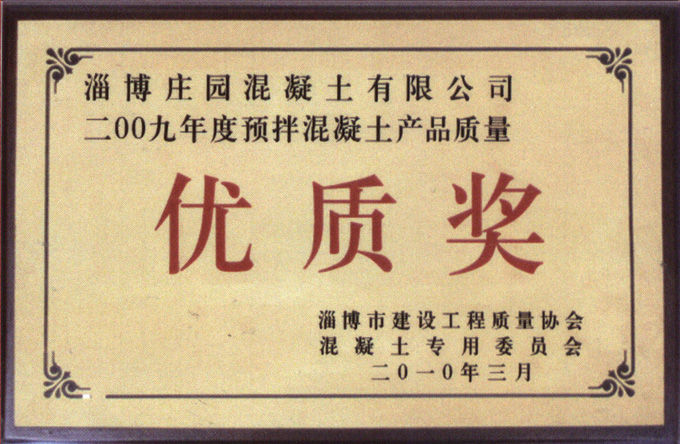 淄博庄园混凝土有限公司
二00九年度预拌混凝土产品质量
优质奖
淄博市建设工程质量协会
混凝土专用委员会
二0一0年三月